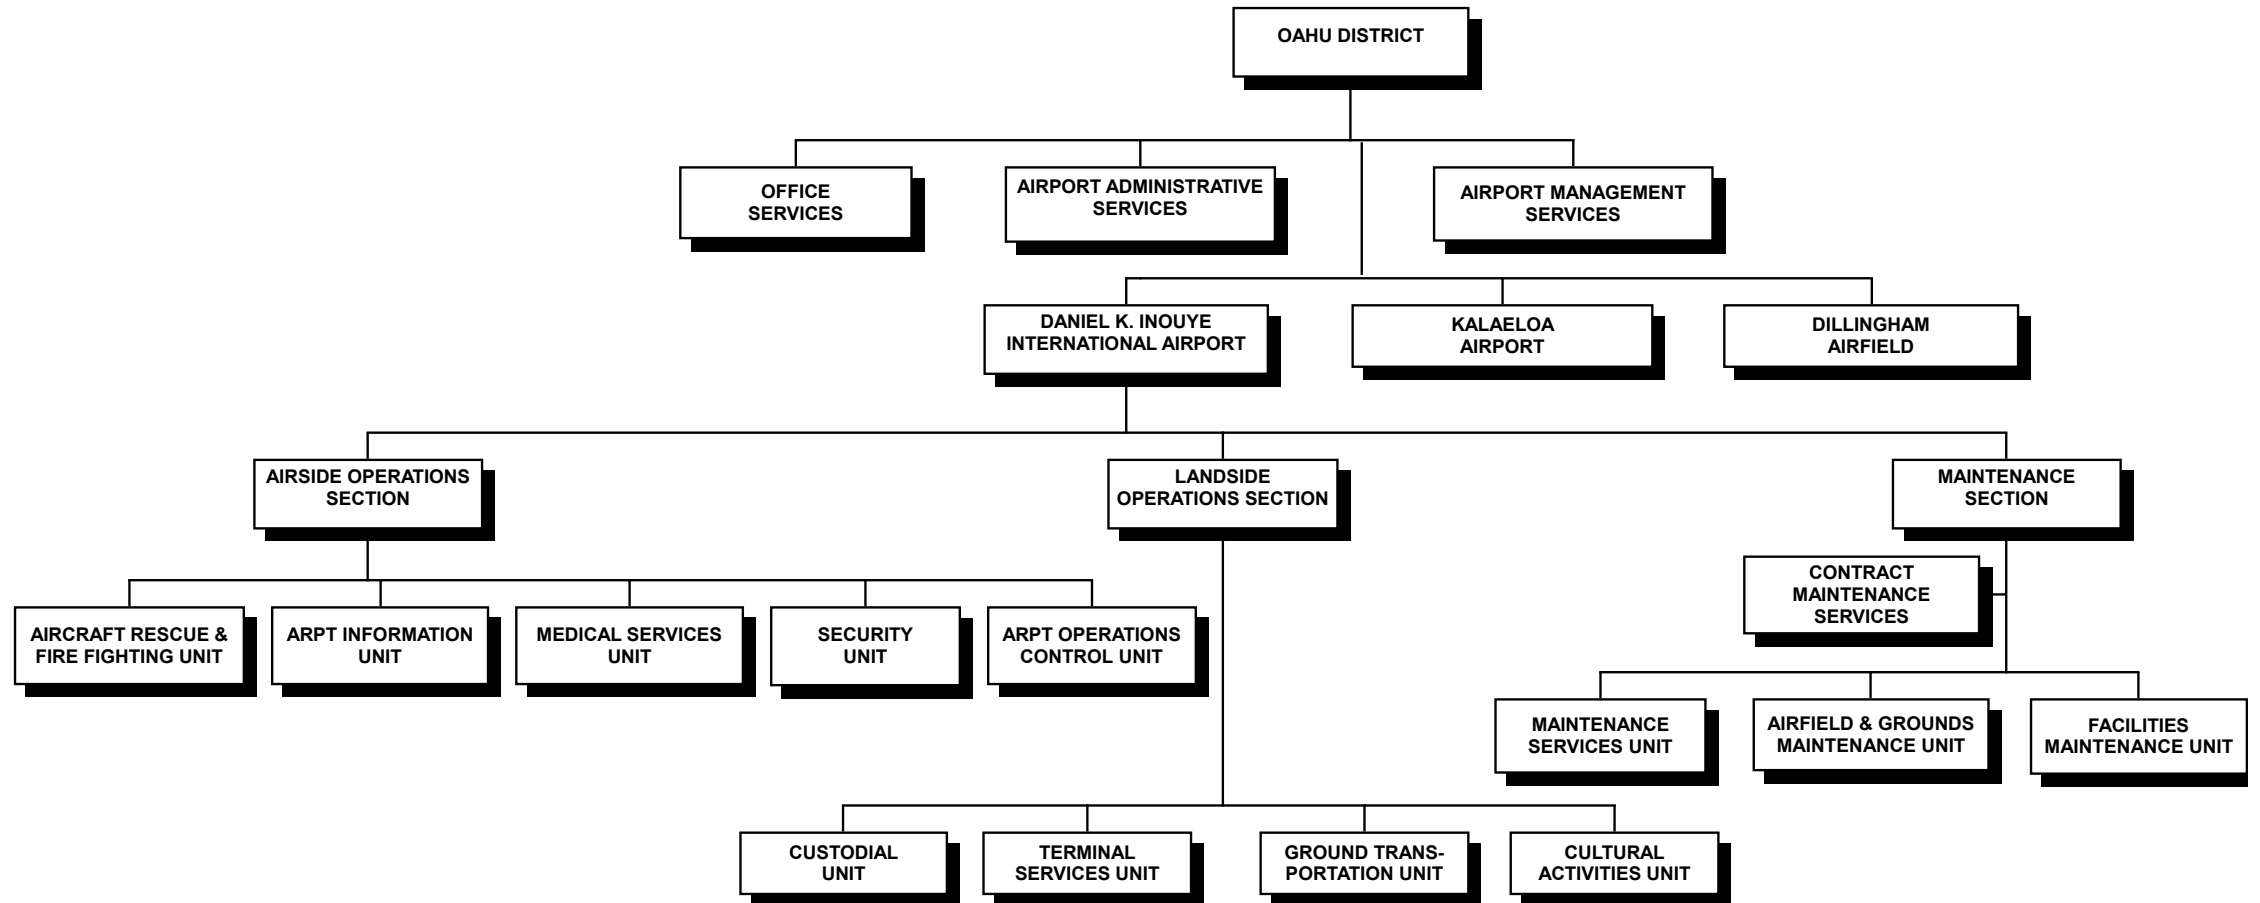 OAHU DISTRICT
OFFICE
SERVICES
AIRPORT ADMINISTRATIVE
SERVICES
AIRPORT MANAGEMENT
SERVICES
DANIEL K. INOUYE
INTERNATIONAL AIRPORT
KALAELOA
AIRPORT
DILLINGHAM
AIRFIELD
AIRSIDE OPERATIONS
SECTION
LANDSIDE
OPERATIONS SECTION
MAINTENANCE
SECTION
CONTRACT
MAINTENANCE
SERVICES
AIRCRAFT RESCUE &
FIRE FIGHTING UNIT
ARPT INFORMATION
UNIT
MEDICAL SERVICES
UNIT
SECURITY
UNIT
ARPT OPERATIONS
CONTROL UNIT
MAINTENANCE
SERVICES UNIT
AIRFIELD & GROUNDS
MAINTENANCE UNIT
FACILITIES
MAINTENANCE UNIT
CUSTODIAL
UNIT
TERMINAL
SERVICES UNIT
GROUND TRANS-
PORTATION UNIT
CULTURAL
ACTIVITIES UNIT